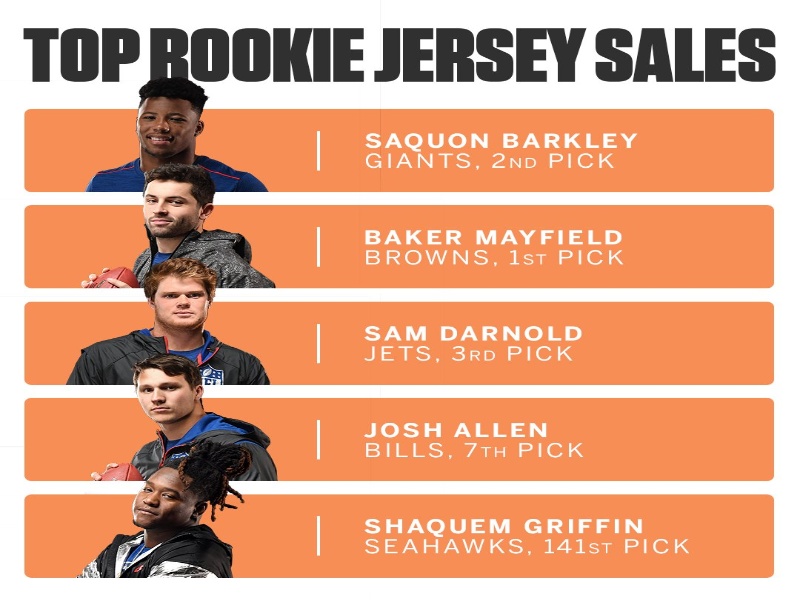 TOP ROOKIE JERSEY SALES
SAQUON BARKLEY
GIANTS, 2ND PICK
BAKER MAYFIELD
BROWNS, 1ST PICK
SAM DARNOLD
JETS, 3RD PICK
JOSH ALLEN
BILLS, 7TH PICK
SHAQUEM GRIFFIN
SEAHAWKS, 141ST PICK